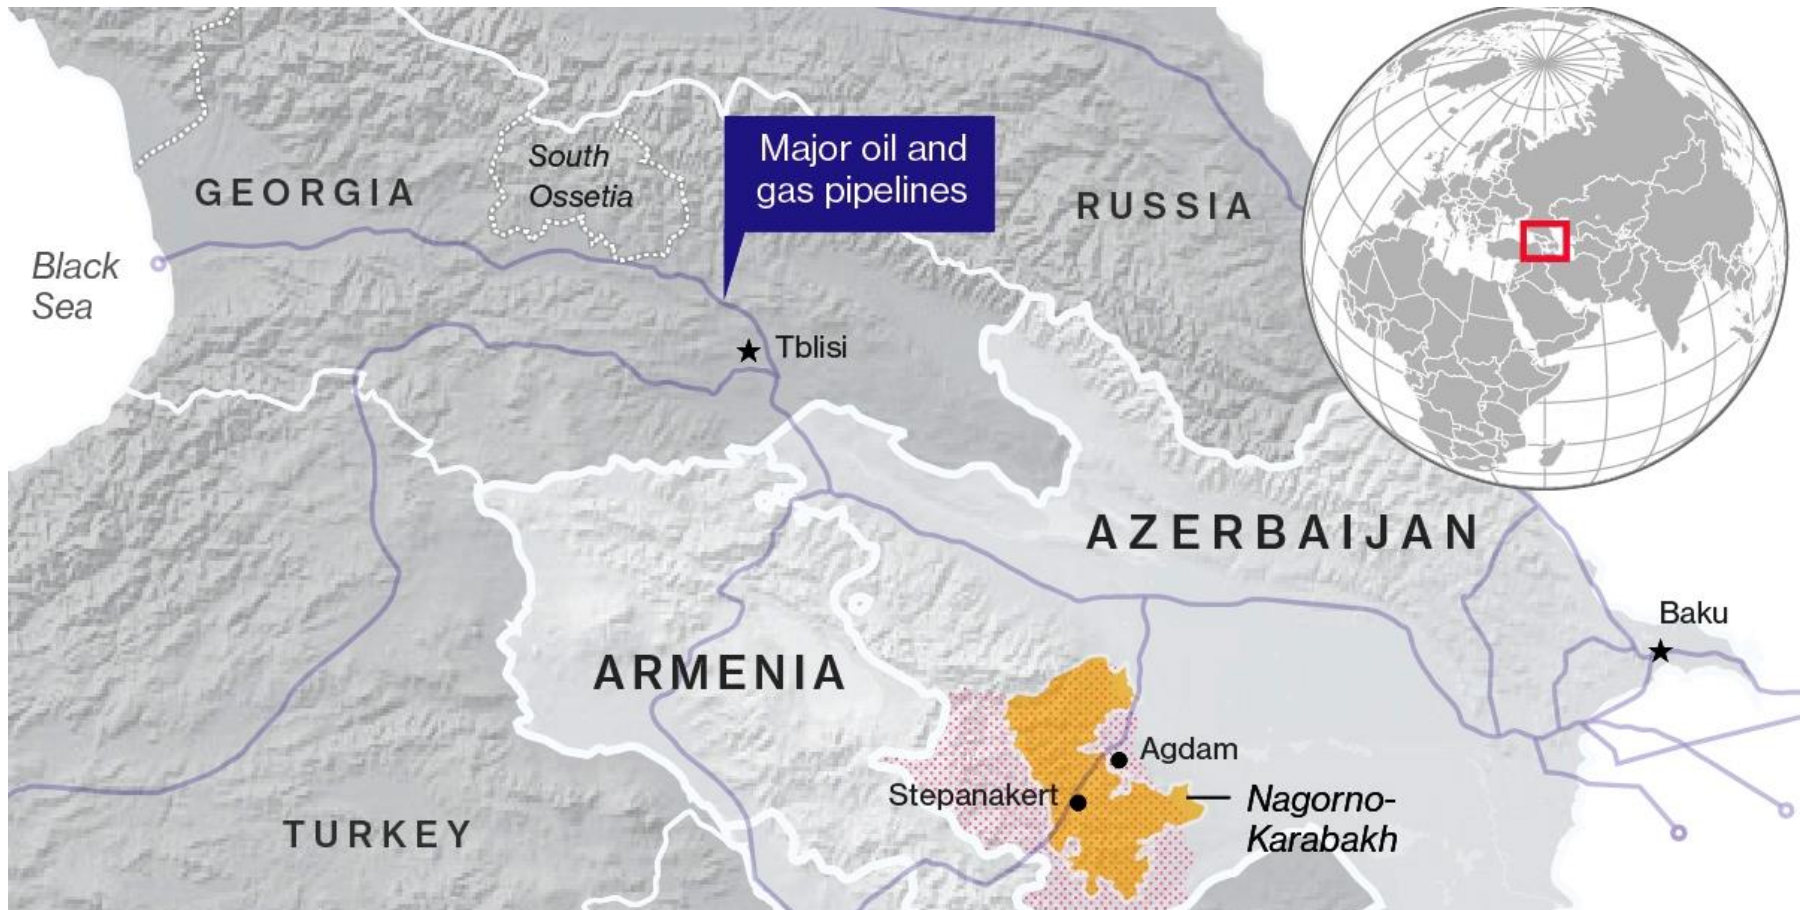 Major oil and
gas pipelines
South
Ossetia
GEORGIA
RUSSIA
Black
Sea
Tblisi
AZERBAIJAN
Baku
ARMENIA
Agdam
Stepanakert
Nagorno-
Karabakh
TURKEY